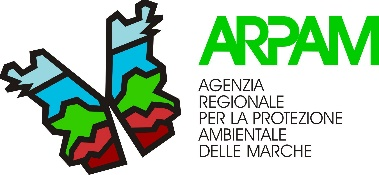 ARPAM
AGENZIA
REGIONALE
PER LA PROTEZIONE
AMBIENTALE
DELLE MARCHE